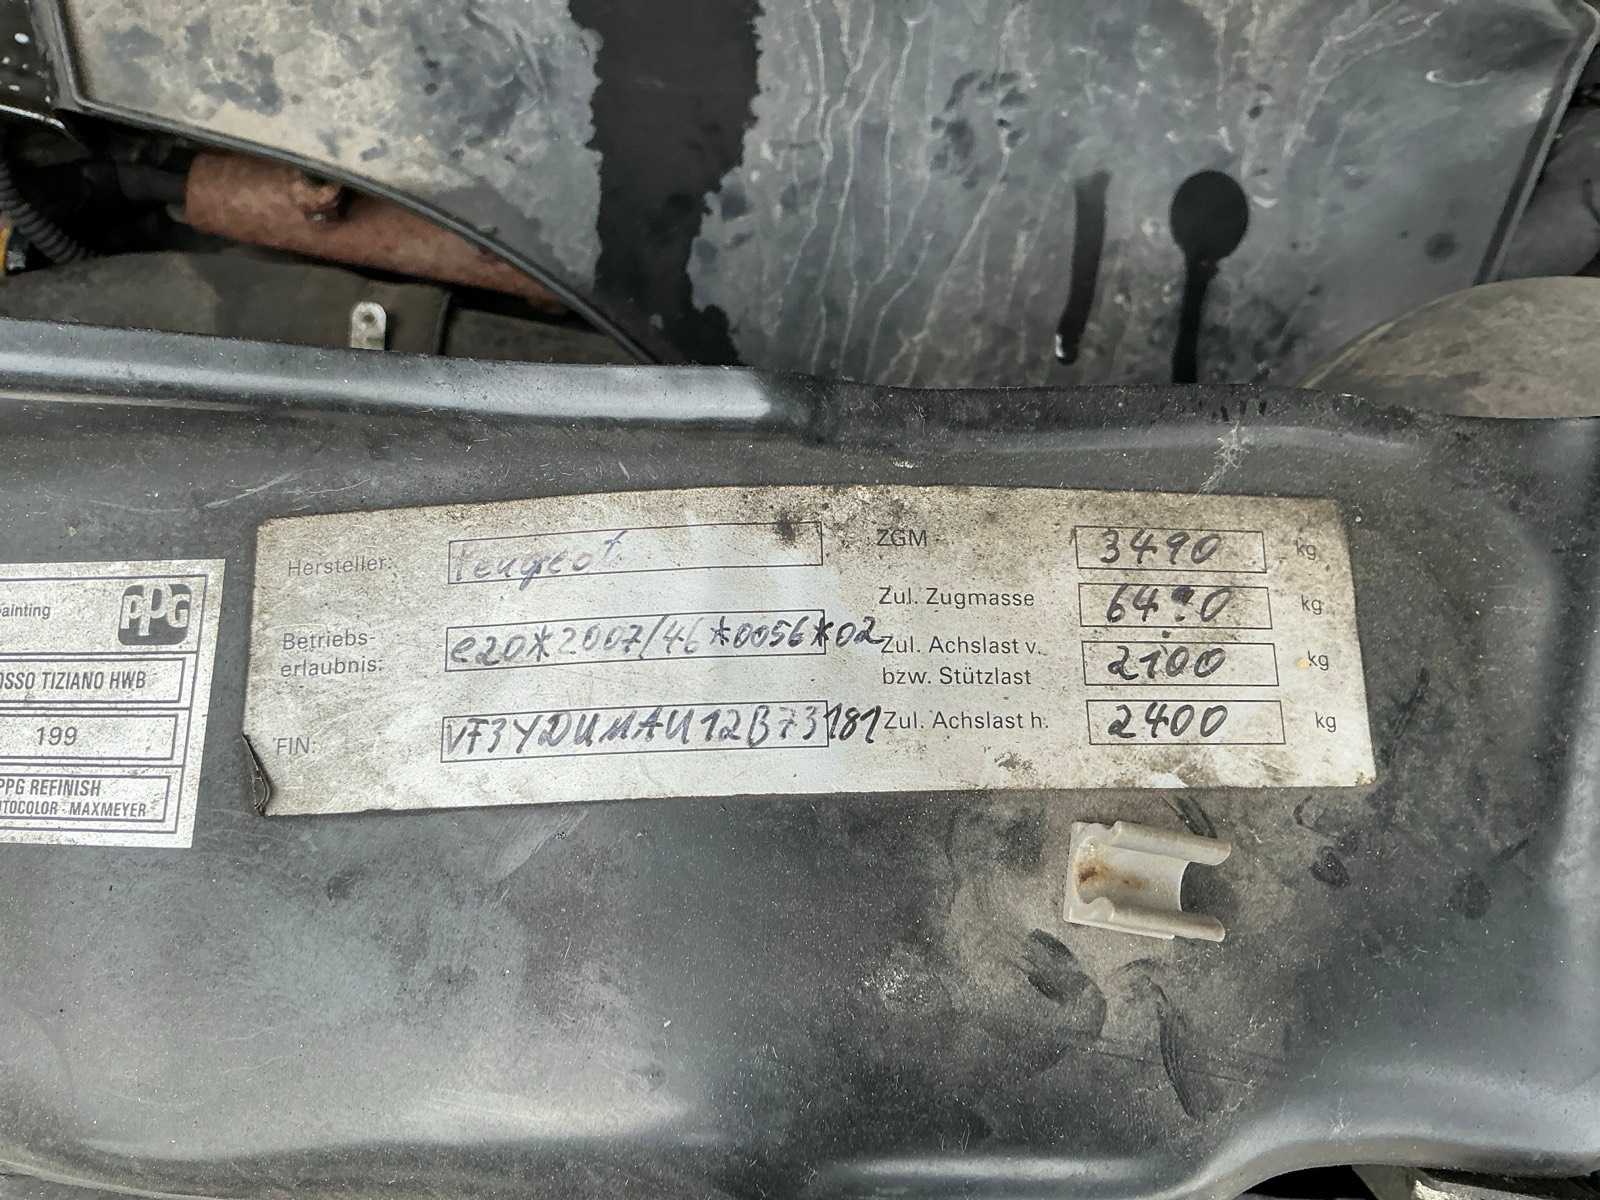 ainting PPG
OSSO TIZIANO HWB
199
PPG REFINISH
TOCOLOR - MAXMEYER
Hersteller: Peugeot
Betriebs-
erlaubnis: e20*2007/46*0056*02
FIN: VF3YDUMAU12B73181
ZGM 3490 kg
Zul. Zugmasse 6490 kg
Zul. Achslast v. 2100 kg
bzw. Stützlast
Zul. Achslast h. 2400 kg